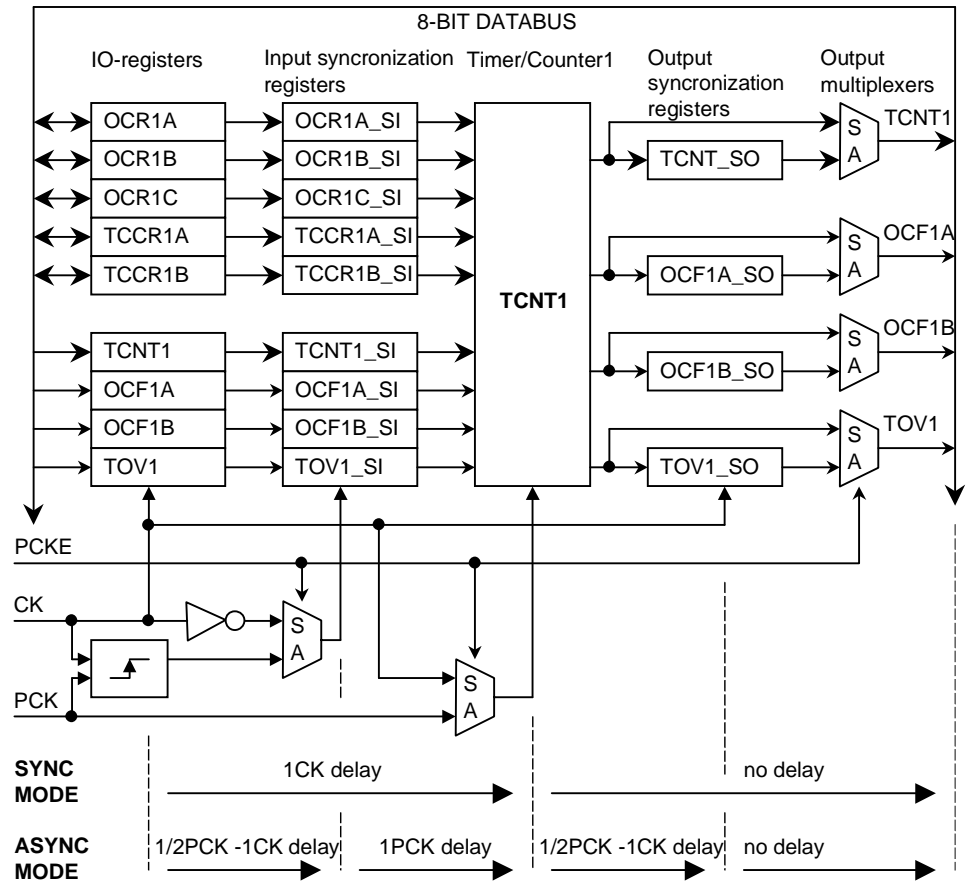 8-BIT DATABUS
IO-registers
Input syncronization
registers
Timer/Counter1
Output
syncronization
registers
Output
multiplexers
OCR1A
OCR1B
OCR1C
TCCR1A
TCCR1B
TCNT1
OCF1A
OCF1B
TOV1
OCR1A_SI
OCR1B_SI
OCR1C_SI
TCCR1A_SI
TCCR1B_SI
TCNT1_SI
OCF1A_SI
OCF1B_SI
TOV1_SI
TCNT1
TCNT_SO
OCF1A_SO
OCF1B_SO
TOV1_SO
S
A
TCNT1
S
A
OCF1A
S
A
OCF1B
S
A
TOV1
PCKE
CK
S
A
PCK
S
A
SYNC
MODE
1CK delay
no delay
ASYNC
MODE
1/2PCK -1CK delay
1PCK delay
1/2PCK -1CK delay
no delay